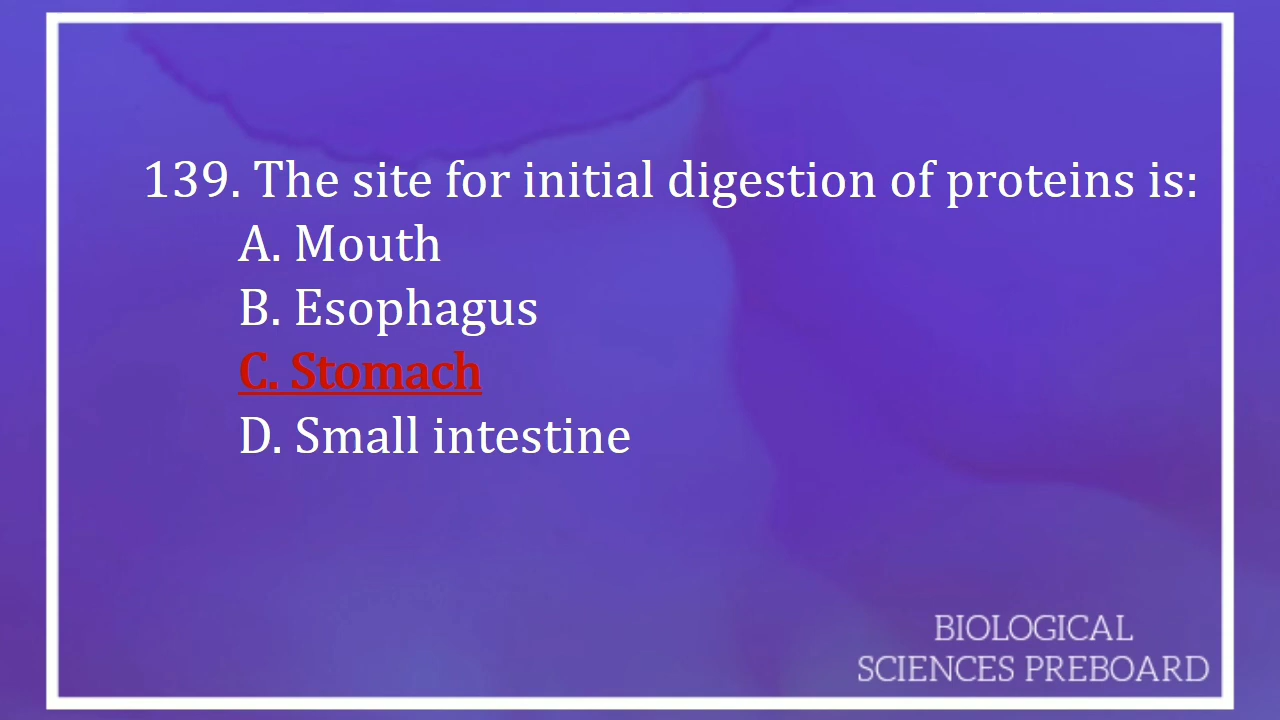 139. The site for initial digestion of proteins is:
A. Mouth
B. Esophagus
C. Stomach
D. Small intestine
BIOLOGICAL
SCIENCES PREBOARD